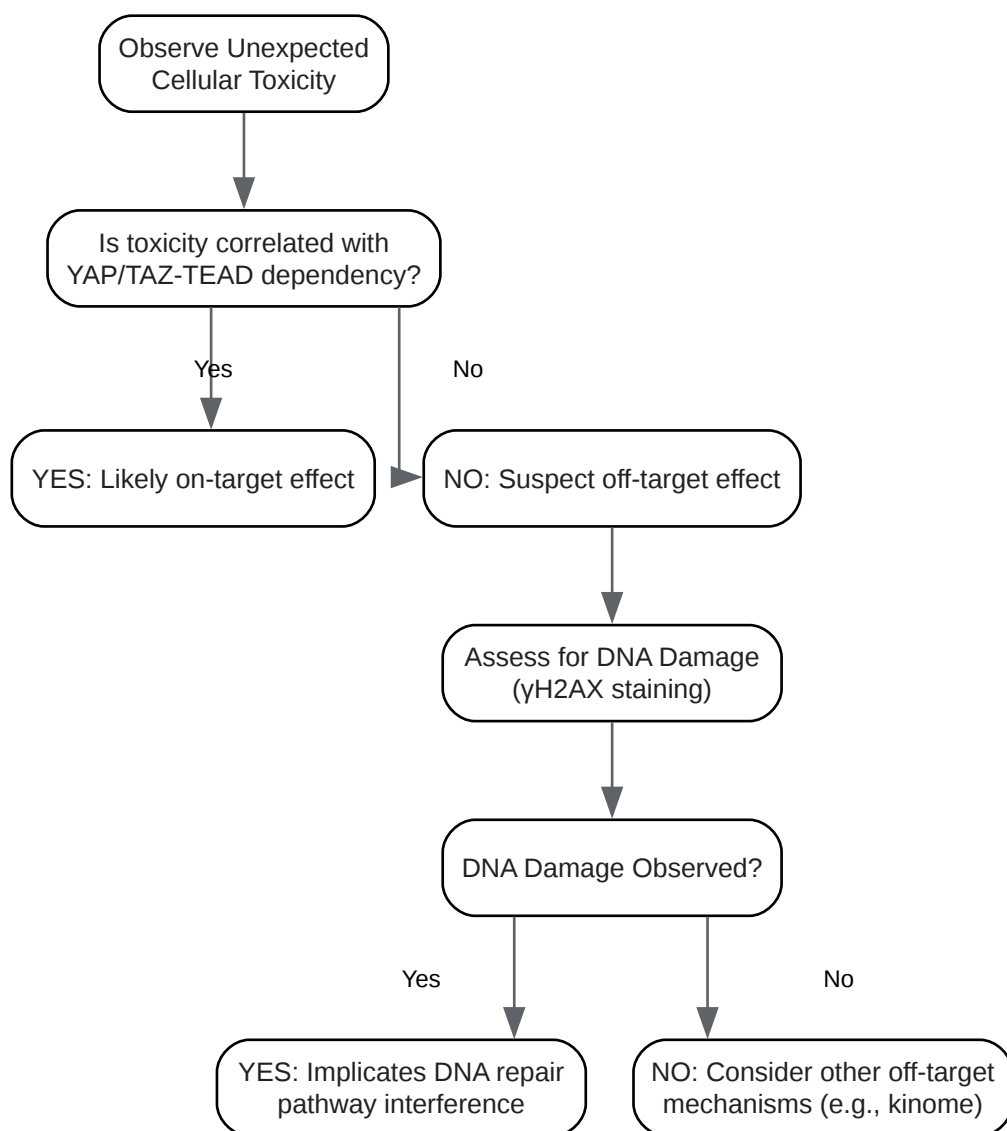 Observe Unexpected
Cellular Toxicity
Is toxicity correlated with
YAP/TAZ-TEAD dependency?
Yes
No
YES: Likely on-target effect
NO: Suspect off-target effect
Assess for DNA Damage
(γH2AX staining)
DNA Damage Observed?
Yes
No
YES: Implicates DNA repair
pathway interference
NO: Consider other off-target
mechanisms (e.g., kinome)